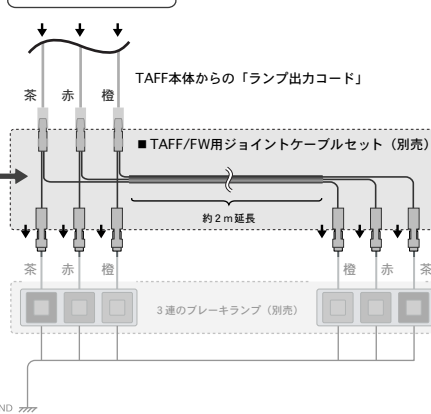 TAFF本体からの「ランプ出力コード」
茶 赤 橙
■TAFF/FW用ジョイントケーブルセット（別売）
約2m延長
茶 赤 橙 橙 赤 茶
3連のブレーキランプ（別売）
ND